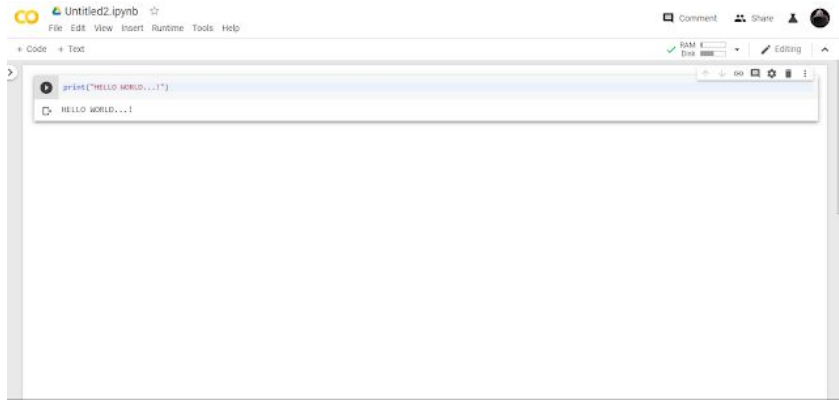 CO Untitled2.ipynb
File Edit View Insert Runtime Tools Help
Comment Share
+ Code + Text
RAM
Disk
Editing
print("HELLO WORLD...!")
HELLO WORLD...!